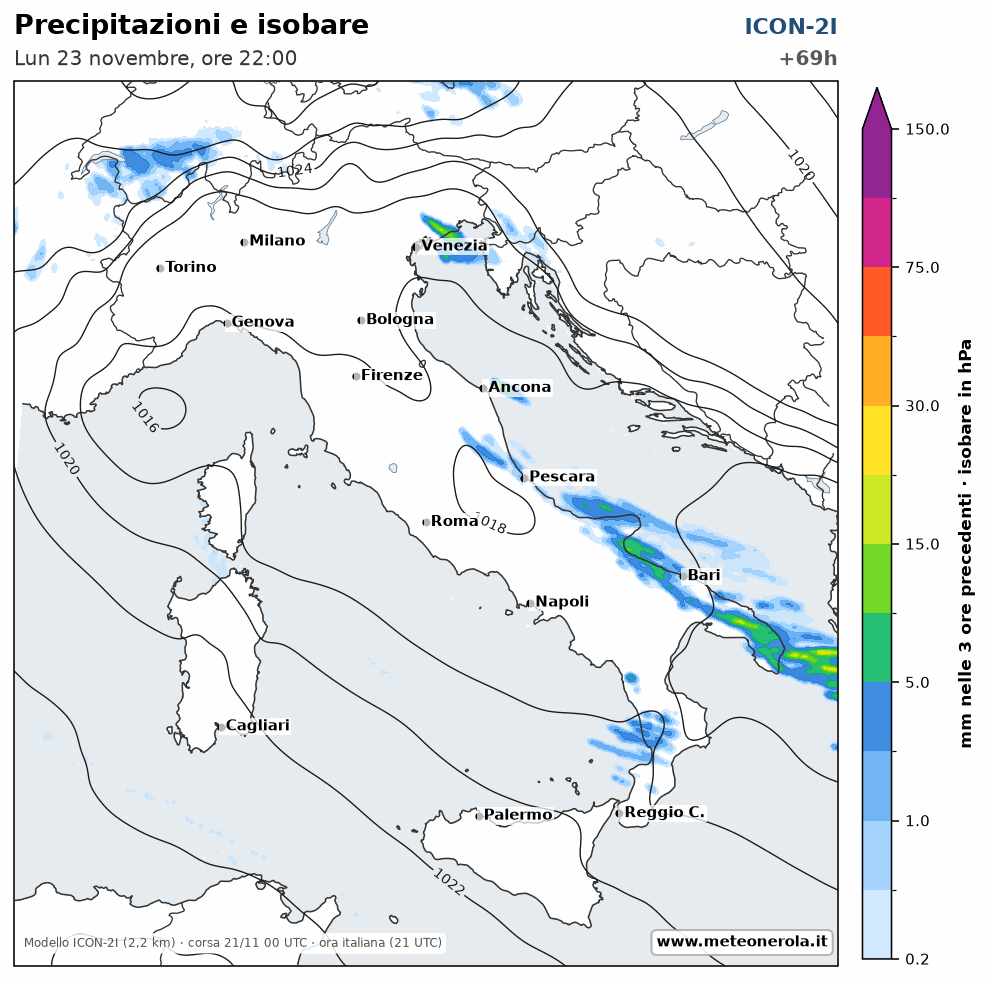 Precipitazioni e isobare
ICON-2I
Lun 23 novembre, ore 22:00
+69h
1020
1024
Milano
Venezia
Torino
Genova
Bologna
Firenze
Ancona
1016
1020
Pescara
Roma
1018
Bari
Napoli
Cagliari
Palermo
Reggio C.
1022
Modello ICON-2I (2,2 km) · corsa 21/11 00 UTC · ora italiana (21 UTC)
www.meteonerola.it
150.0
75.0
30.0
15.0
5.0
1.0
0.2
mm nelle 3 ore precedenti · isobare in hPa